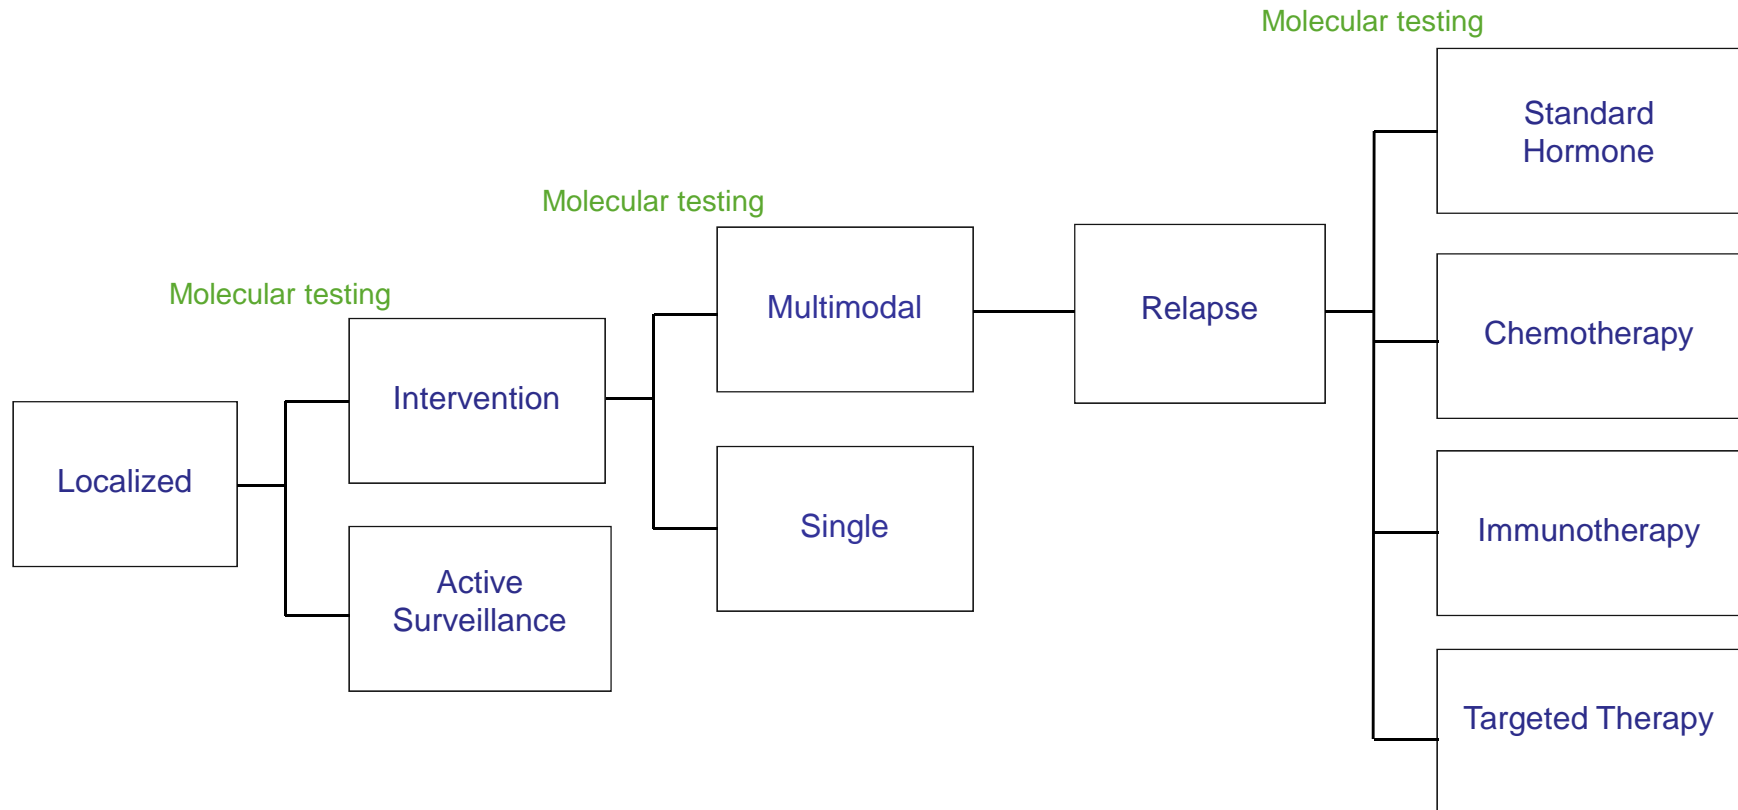 Molecular testing
Standard
Hormone
Molecular testing
Multimodal
Relapse
Chemotherapy
Molecular testing
Intervention
Localized
Single
Immunotherapy
Active
Surveillance
Targeted Therapy